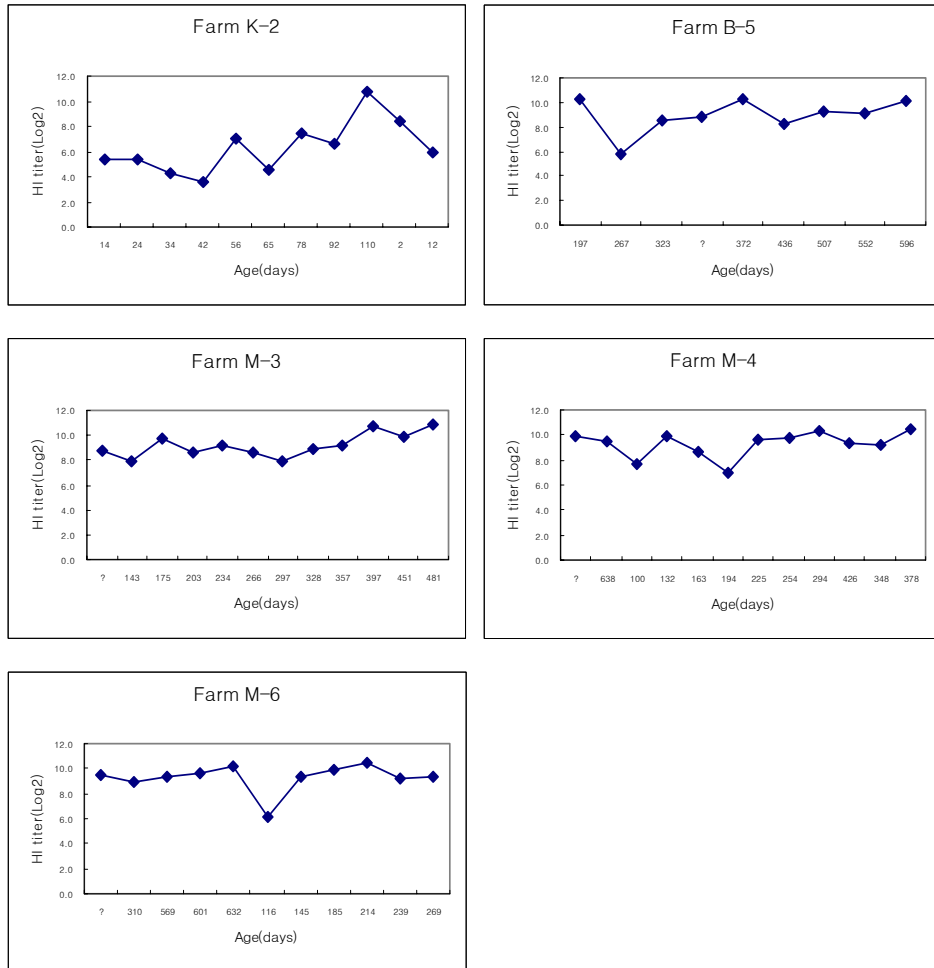 Farm K-2
12.0
10.0
8.0
6.0
4.0
2.0
0.0
HI titer(Log2)
14 24 34 42 56 65 78 92 110 2 12
Age(days)
Farm B-5
12.0
10.0
8.0
6.0
4.0
2.0
0.0
HI titer(Log2)
197 267 323 ? 372 436 507 552 596
Age(days)
Farm M-3
12.0
10.0
8.0
6.0
4.0
2.0
0.0
HI titer(Log2)
? 143 175 203 234 266 297 328 357 397 451 481
Age(days)
Farm M-4
12.0
10.0
8.0
6.0
4.0
2.0
0.0
HI titer(Log2)
? 638 100 132 163 194 225 254 294 426 348 378
Age(days)
Farm M-6
12.0
10.0
8.0
6.0
4.0
2.0
0.0
HI titer(Log2)
? 310 569 601 632 116 145 185 214 239 269
Age(days)